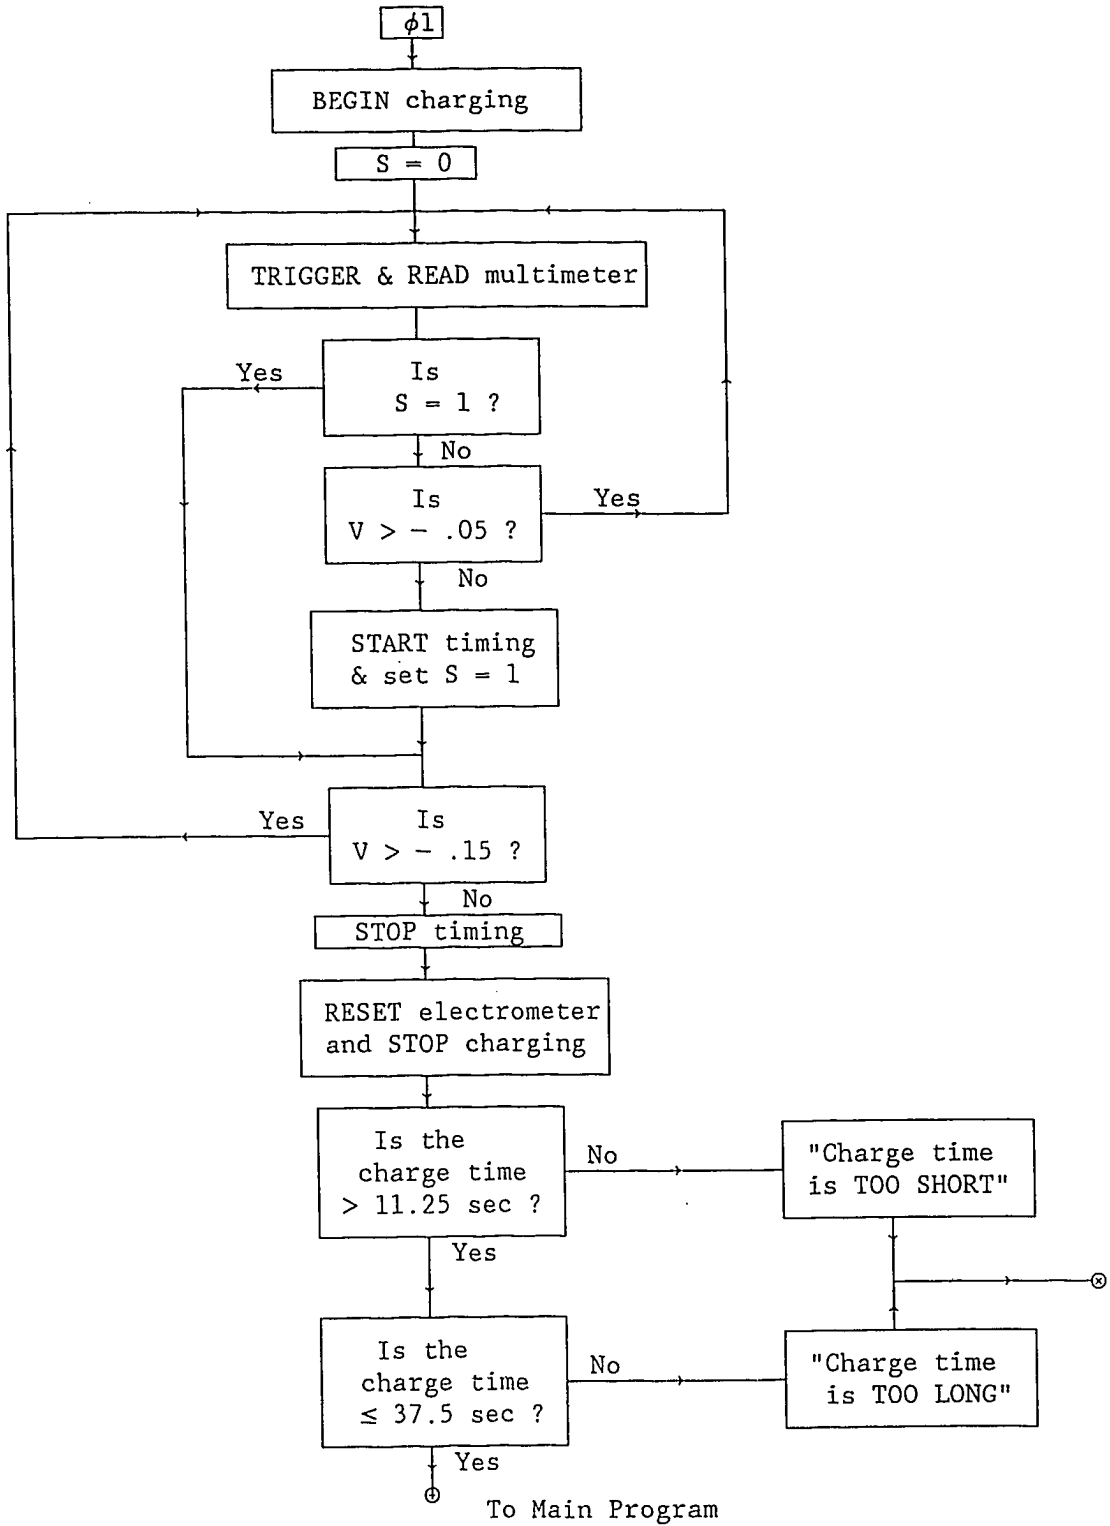 ϕ1
BEGIN charging
S = 0
TRIGGER & READ multimeter
Yes
Is
S = 1 ?
No
Is
V > - .05 ?
Yes
No
START timing
& set S = 1
Yes
Is
V > - .15 ?
No
STOP timing
RESET electrometer
and STOP charging
Is the
charge time
> 11.25 sec ?
No
"Charge time
is TOO SHORT"
Yes
Is the
charge time
≤ 37.5 sec ?
No
"Charge time
is TOO LONG"
Yes
To Main Program